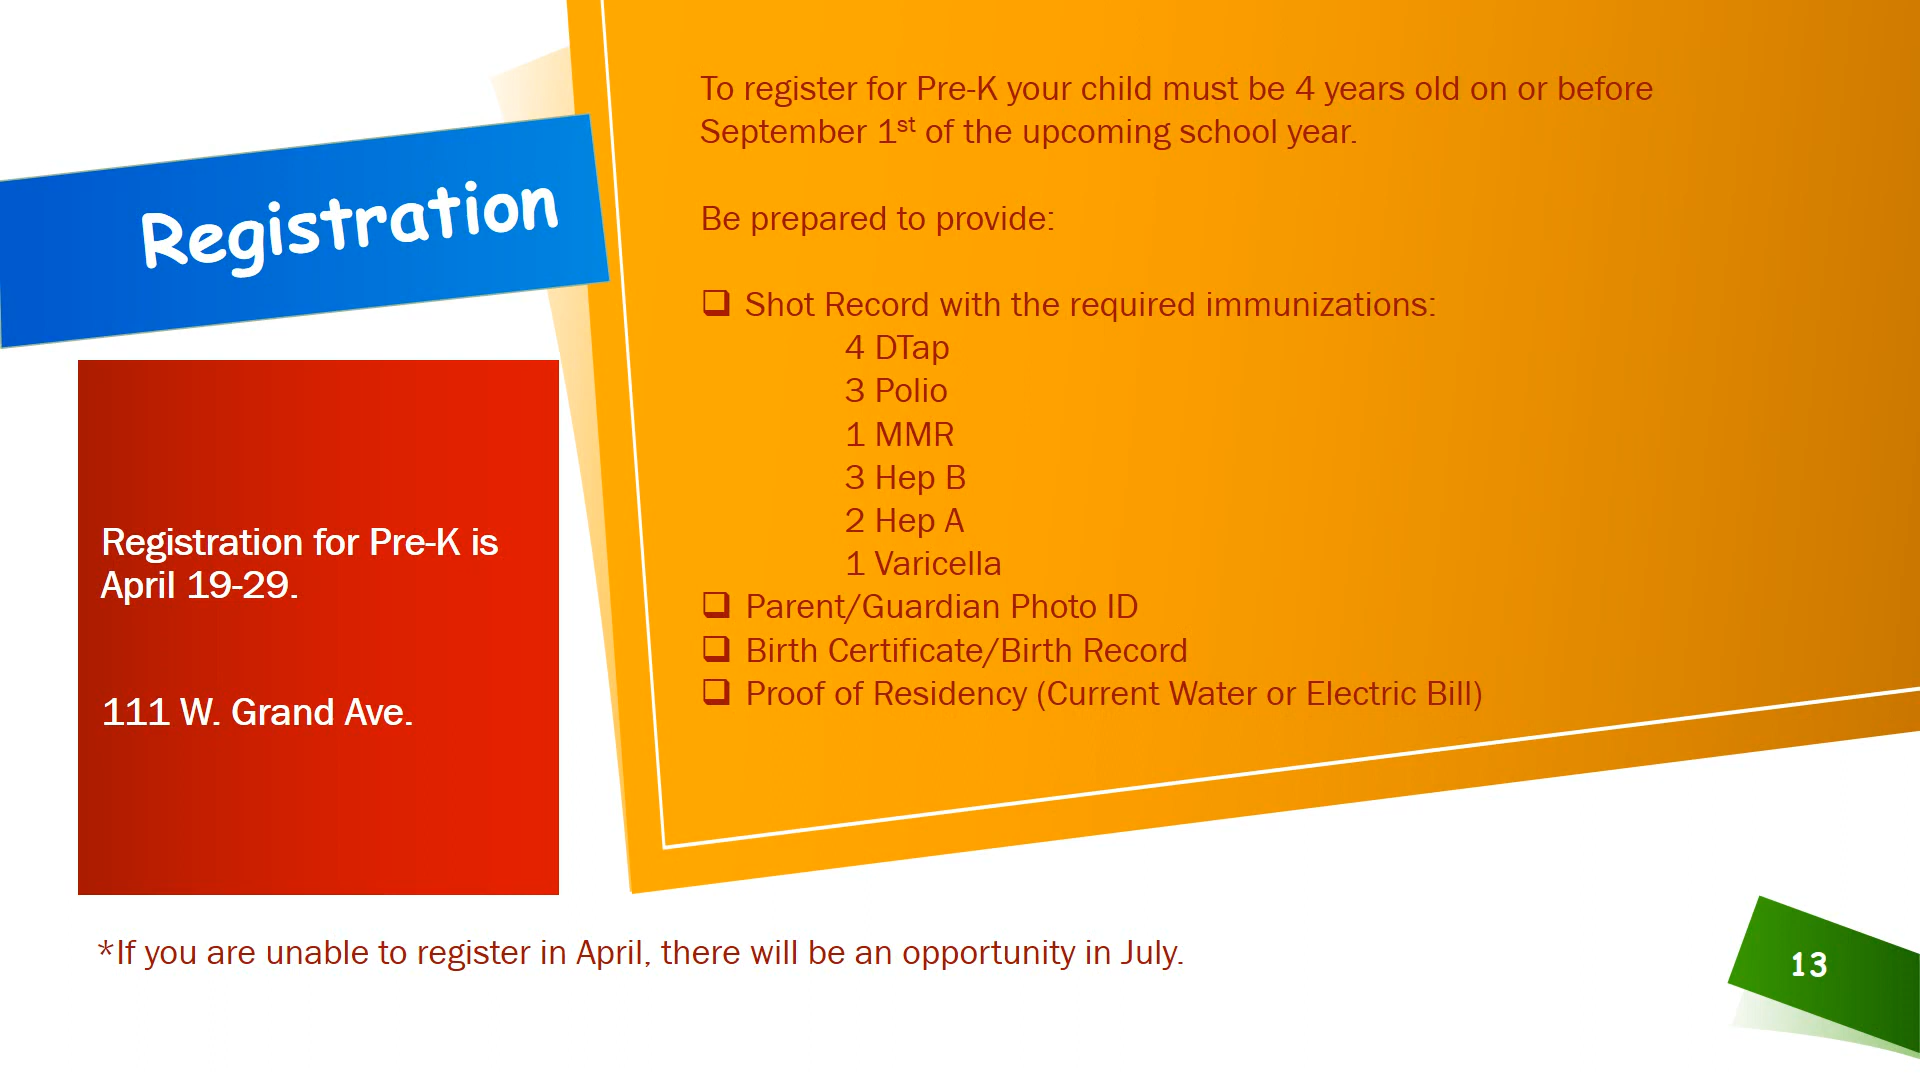 Registration
Registration for Pre-K is
April 19-29.
111 W. Grand Ave.
To register for Pre-K your child must be 4 years old on or before
September 1st of the upcoming school year.
Be prepared to provide:
❑ Shot Record with the required immunizations:
4 DTap
3 Polio
1 MMR
3 Hep B
2 Hep A
1 Varicella
❑ Parent/Guardian Photo ID
❑ Birth Certificate/Birth Record
❑ Proof of Residency (Current Water or Electric Bill)
*If you are unable to register in April, there will be an opportunity in July.
13